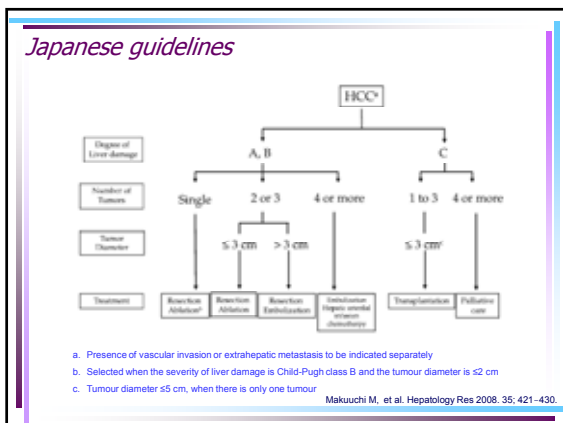 Japanese guidelines
HCCᵃ
Degree of
Liver damage
A, B
C
Number of
Tumors
Single
2 or 3
4 or more
1 to 3
4 or more
Tumor
Diameter
≤ 3 cm
> 3 cm
≤ 3 cmᶜ
Treatment
Resection
Ablationᵇ
Resection
Ablation
Resection
Embolization
Embolization
Hepatic arterial
infusion
chemotherapy
Transplantation
Palliative
care
a. Presence of vascular invasion or extrahepatic metastasis to be indicated separately
b. Selected when the severity of liver damage is Child-Pugh class B and the tumour diameter is ≤2 cm
c. Tumour diameter ≤5 cm, when there is only one tumour
Makuuchi M, et al. Hepatology Res 2008. 35; 421–430.